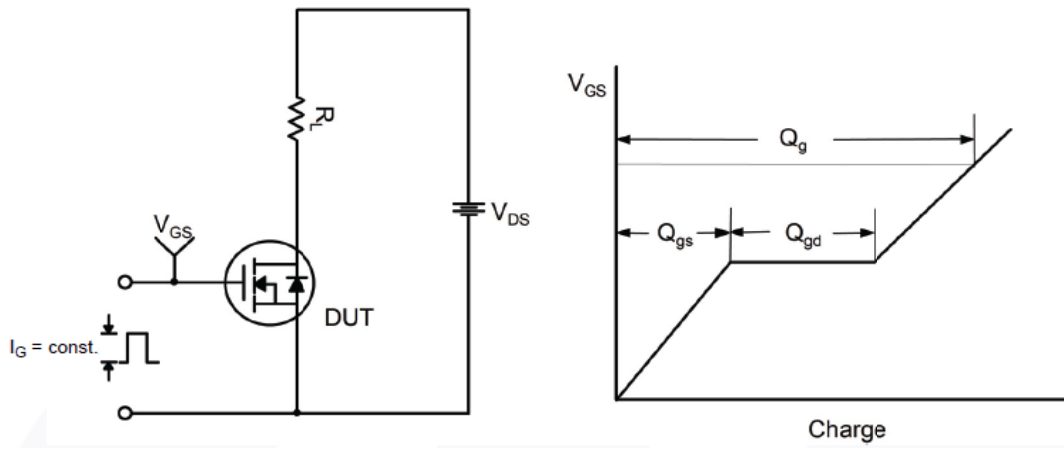 R_L
V_GS
V_DS
DUT
I_G = const.
V_GS
Q_g
Q_gs
Q_gd
Charge